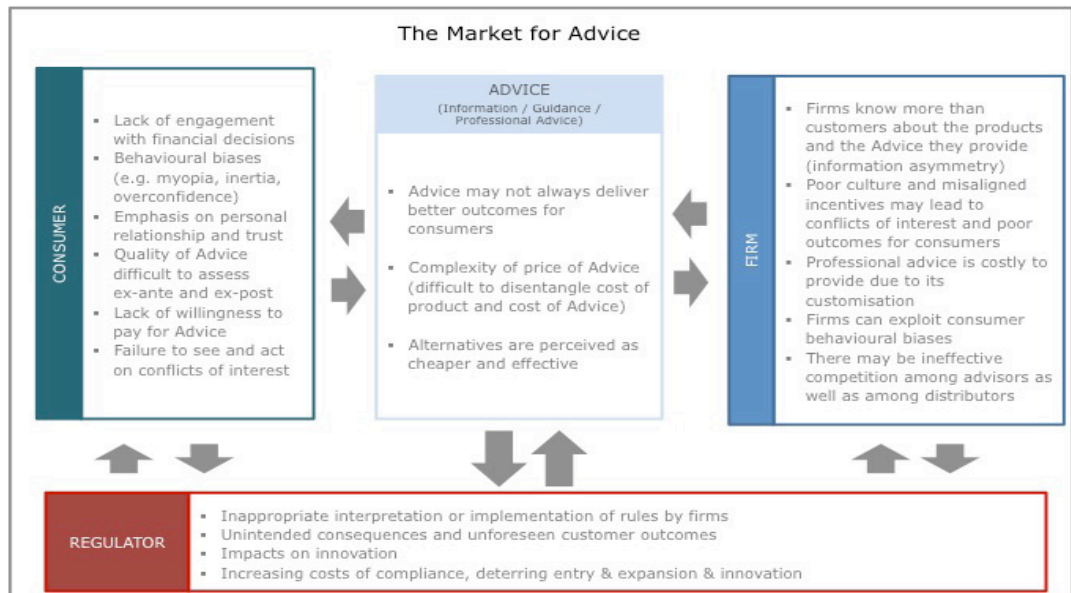 The Market for Advice
CONSUMER
▪ Lack of engagement
with financial decisions
▪ Behavioural biases
(e.g. myopia, inertia,
overconfidence)
▪ Emphasis on personal
relationship and trust
▪ Quality of Advice
difficult to assess
ex-ante and ex-post
▪ Lack of willingness to
pay for Advice
▪ Failure to see and act
on conflicts of interest
ADVICE
(Information / Guidance /
Professional Advice)
▪ Advice may not always deliver
better outcomes for
consumers
▪ Complexity of price of Advice
(difficult to disentangle cost of
product and cost of Advice)
▪ Alternatives are perceived as
cheaper and effective
FIRM
▪ Firms know more than
customers about the products
and the Advice they provide
(information asymmetry)
▪ Poor culture and misaligned
incentives may lead to
conflicts of interest and poor
outcomes for consumers
▪ Professional advice is costly to
provide due to its
customisation
▪ Firms can exploit consumer
behavioural biases
▪ There may be ineffective
competition among advisors as
well as among distributors
REGULATOR
▪ Inappropriate interpretation or implementation of rules by firms
▪ Unintended consequences and unforeseen customer outcomes
▪ Impacts on innovation
▪ Increasing costs of compliance, deterring entry & expansion & innovation